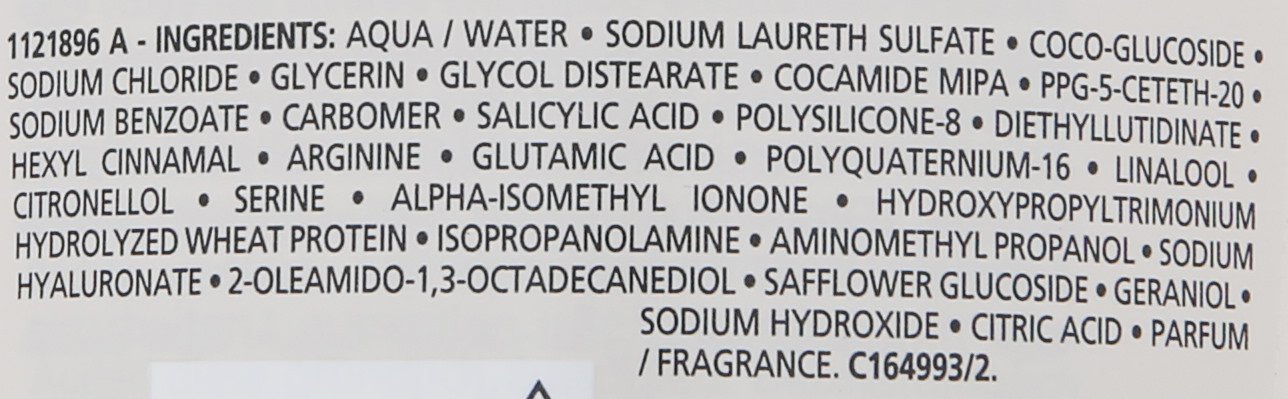 1121896 A - INGREDIENTS: AQUA / WATER • SODIUM LAURETH SULFATE • COCO-GLUCOSIDE •
SODIUM CHLORIDE • GLYCERIN • GLYCOL DISTEARATE • COCAMIDE MIPA • PPG-5-CETETH-20 •
SODIUM BENZOATE • CARBOMER • SALICYLIC ACID • POLYSILICONE-8 • DIETHYLLUTIDINATE •
HEXYL CINNAMAL • ARGININE • GLUTAMIC ACID • POLYQUATERNIUM-16 • LINALOOL •
CITRONELLOL • SERINE • ALPHA-ISOMETHYL IONONE • HYDROXYPROPYLTRIMONIUM
HYDROLYZED WHEAT PROTEIN • ISOPROPANOLAMINE • AMINOMETHYL PROPANOL • SODIUM
HYALURONATE • 2-OLEAMIDO-1,3-OCTADECANEDIOL • SAFFLOWER GLUCOSIDE • GERANIOL •
SODIUM HYDROXIDE • CITRIC ACID • PARFUM
/ FRAGRANCE. C164993/2.